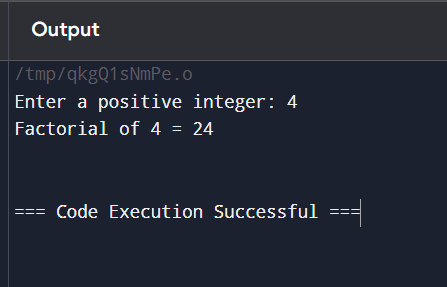 Output
/tmp/qkgQ1sNmPe.o
Enter a positive integer: 4
Factorial of 4 = 24
=== Code Execution Successful ===